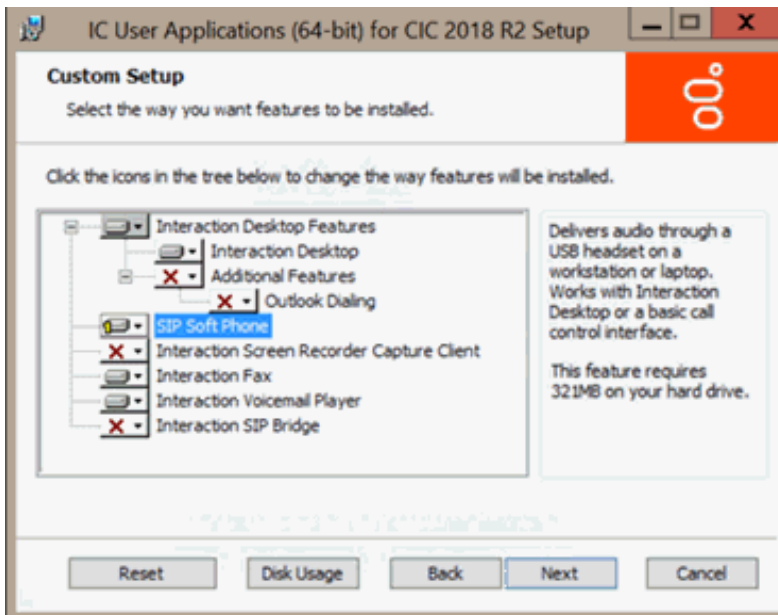 IC User Applications (64-bit) for CIC 2018 R2 Setup
Custom Setup
Select the way you want features to be installed.
Click the icons in the tree below to change the way features will be installed.
Interaction Desktop Features
Interaction Desktop
Additional Features
Outlook Dialing
SIP Soft Phone
Interaction Screen Recorder Capture Client
Interaction Fax
Interaction Voicemail Player
Interaction SIP Bridge
Delivers audio through a
USB headset on a
workstation or laptop.
Works with Interaction
Desktop or a basic call
control interface.
This feature requires
321MB on your hard drive.
Reset
Disk Usage
Back
Next
Cancel